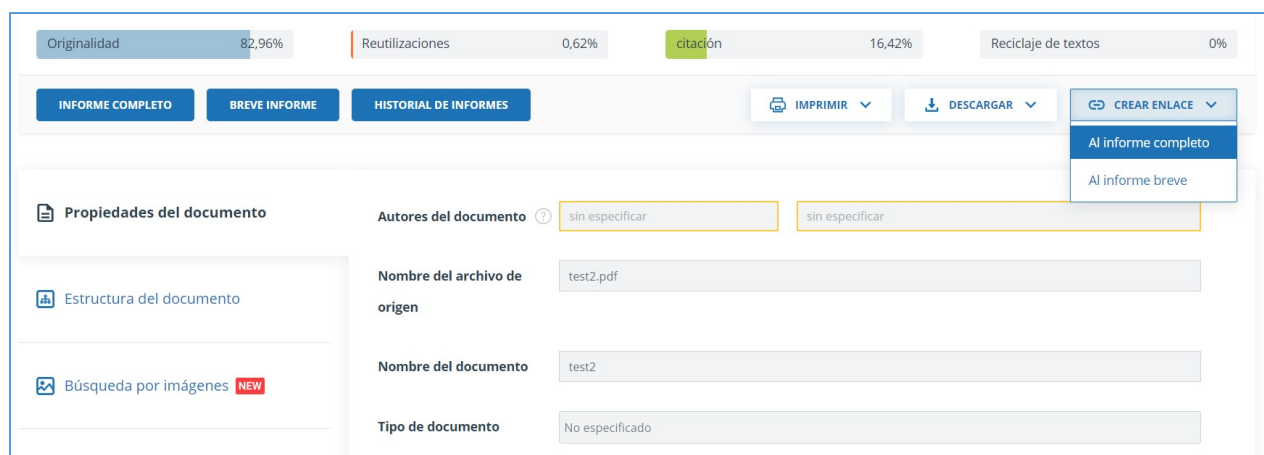 Originalidad 82,96% Reutilizaciones 0,62% citación 16,42% Reciclaje de textos 0%
INFORME COMPLETO BREVE INFORME HISTORIAL DE INFORMES IMPRIMIR DESCARGAR CREAR ENLACE
Al informe completo
Al informe breve
Propiedades del documento
Autores del documento ? sin especificar sin especificar
Nombre del archivo de origen test2.pdf
Estructura del documento
Nombre del documento test2
Búsqueda por imágenes NEW
Tipo de documento No especificado